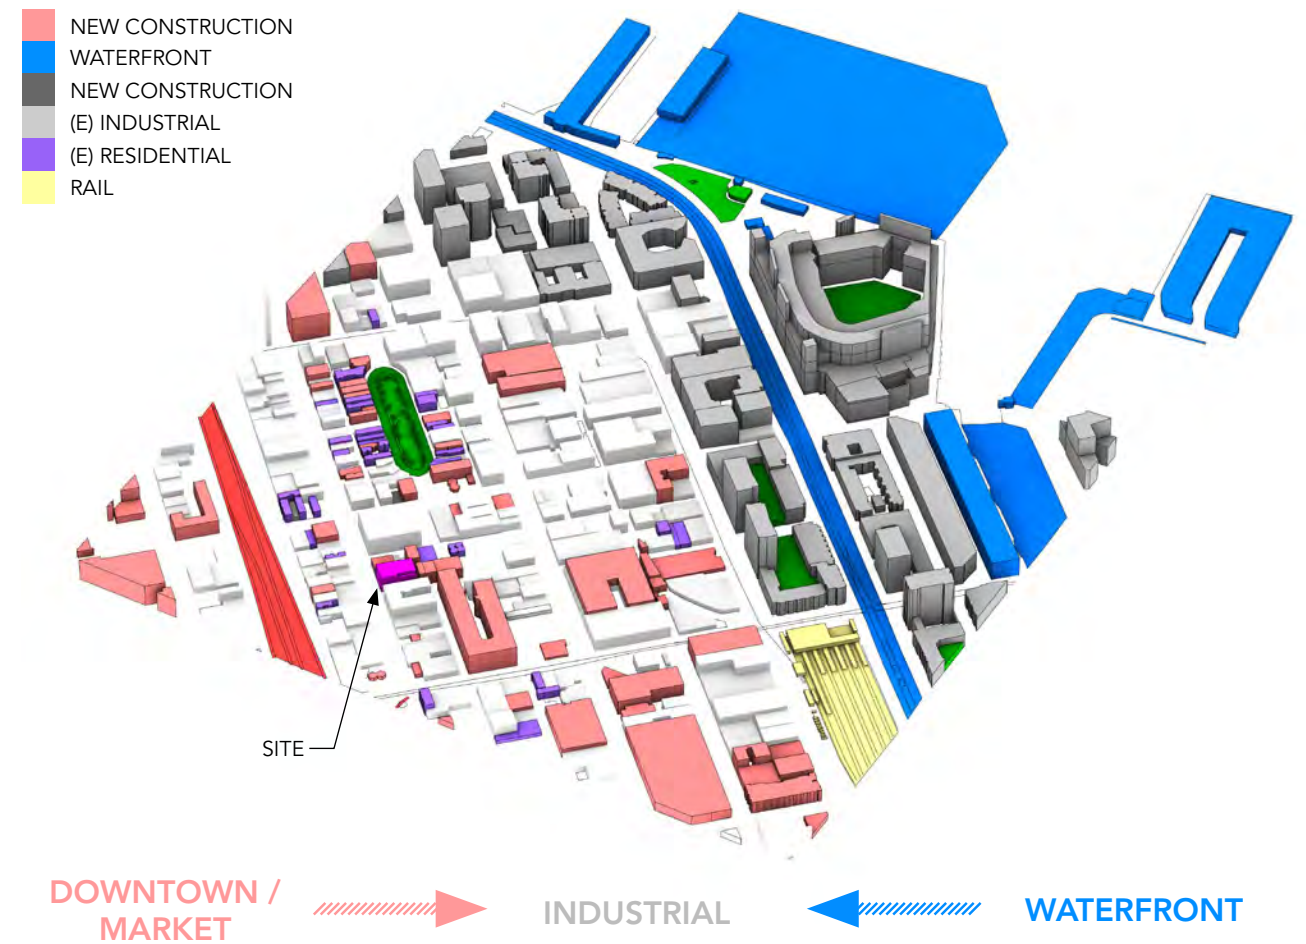 NEW CONSTRUCTION
WATERFRONT
NEW CONSTRUCTION
(E) INDUSTRIAL
(E) RESIDENTIAL
RAIL
SITE
DOWNTOWN /
MARKET
INDUSTRIAL
WATERFRONT